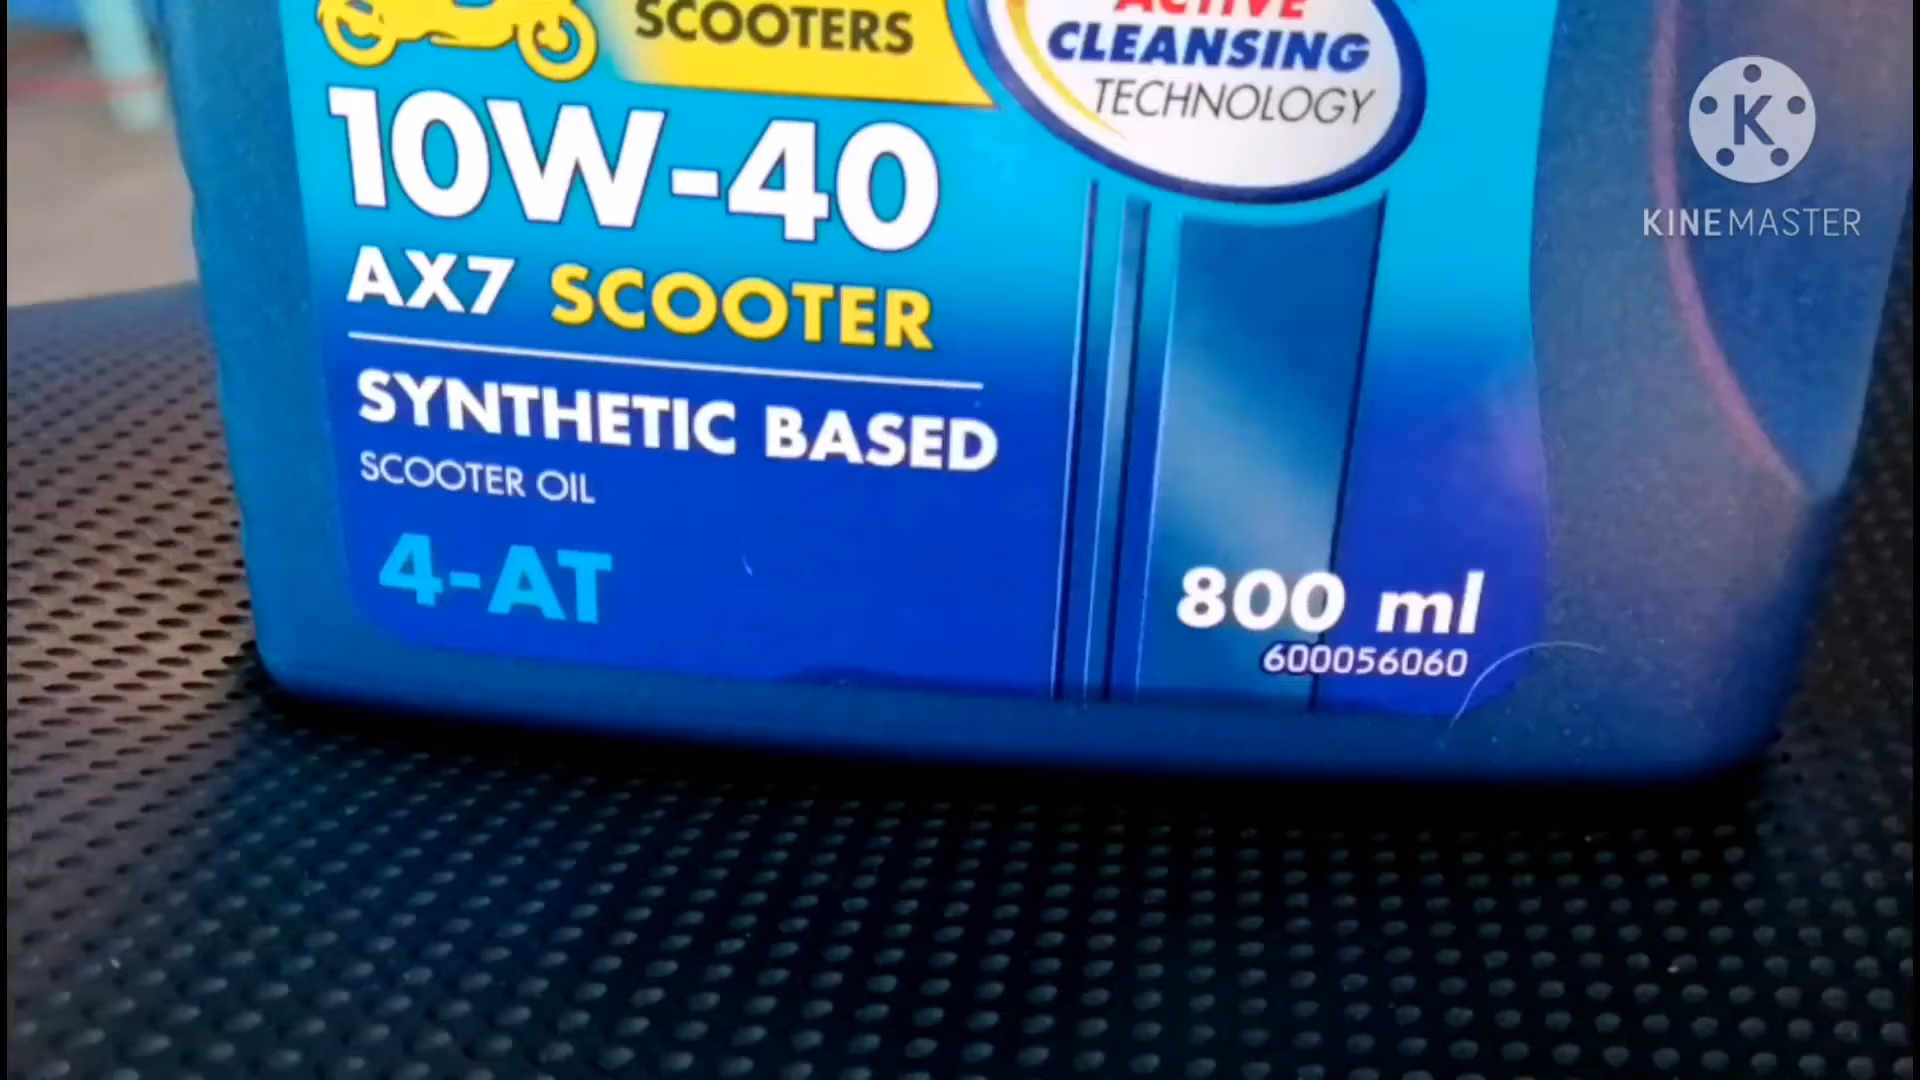 SCOOTERS
ACTIVE
CLEANSING
TECHNOLOGY
K
KINEMASTER
10W-40
AX7 SCOOTER
SYNTHETIC BASED
SCOOTER OIL
4-AT
800 ml
600056060